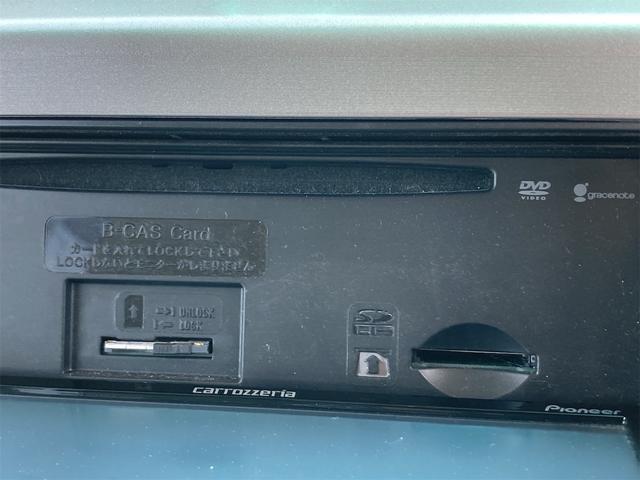 DVD
VIDEO
gracenote
B-CAS Card
カードを入れてLOCKして下さい
LOCKしないとモニターがしまりません
UNLOCK
LOCK
SD
HC
carrozzeria
Pioneer